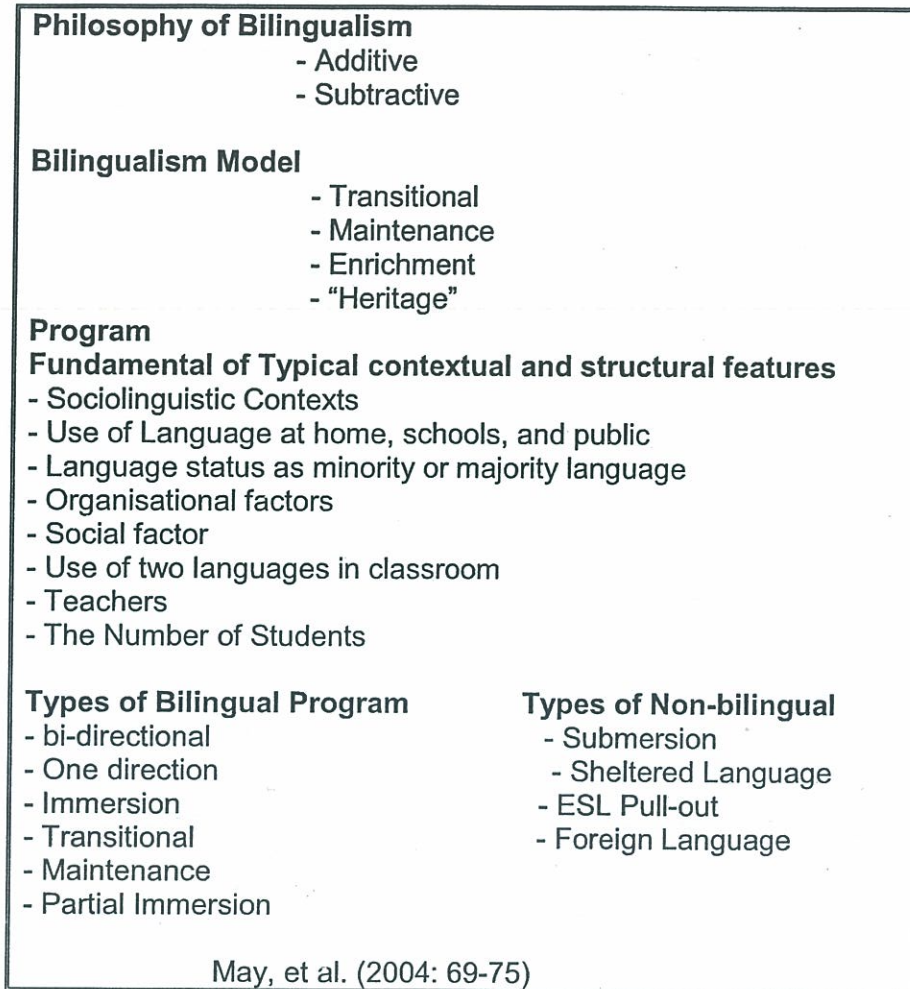 Philosophy of Bilingualism
- Additive
- Subtractive
Bilingualism Model
- Transitional
- Maintenance
- Enrichment
- “Heritage”
Program
Fundamental of Typical contextual and structural features
- Sociolinguistic Contexts
- Use of Language at home, schools, and public
- Language status as minority or majority language
- Organisational factors
- Social factor
- Use of two languages in classroom
- Teachers
- The Number of Students
Types of Bilingual Program
- bi-directional
- One direction
- Immersion
- Transitional
- Maintenance
- Partial Immersion
Types of Non-bilingual
- Submersion
- Sheltered Language
- ESL Pull-out
- Foreign Language
May, et al. (2004: 69-75)